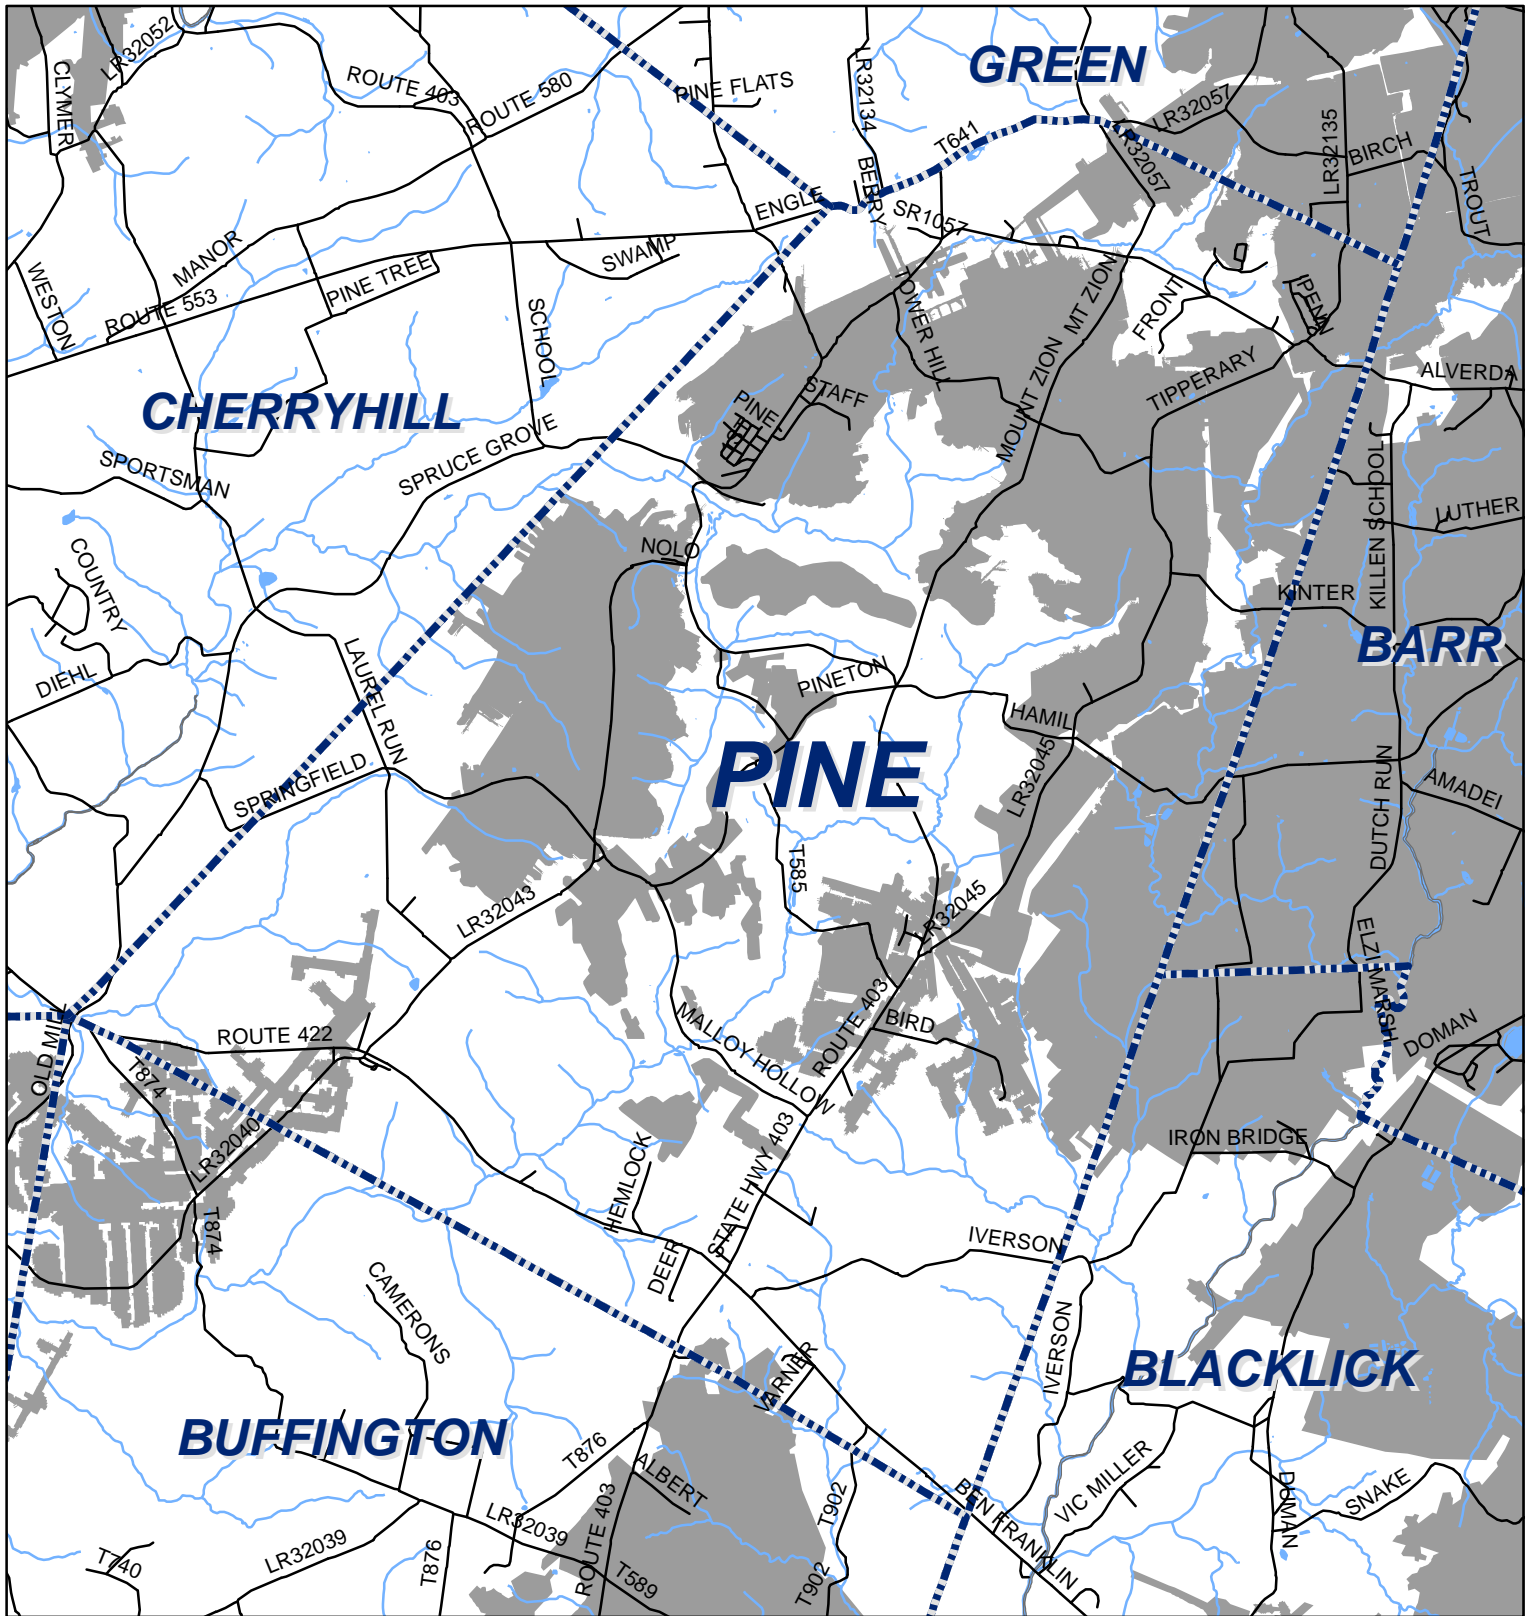 LR32052
CLYMER
ROUTE 403
ROUTE 580
PINE FLATS
LR32134
GREEN
LR32057
T641
LR32135
BIRCH
R32057
TROUT
BERRY
ENGLE
SR1057
MANOR
SWAMP
WESTON
PINE TREE
ROUTE 553
TOWER HILL
MT ZION
FRONT
PENN
SCHOOL
TIPPERARY
ALVERDA
CHERRYHILL
PINE
STAFF
MOUNT ZION
SPRUCE GROVE
SPORTSMAN
KILLEN SCHOOL
LUTHER
NOLO
COUNTRY
KINTER
BARR
DIEHL
LAUREL RUN
PINETON
HAMIL
PINE
LR32045
SPRINGFIELD
DUTCH RUN
AMADEI
T585
LR32043
LR32045
ELZI MARSH
ROUTE 403
MALLOY HOLLOW
BIRD
OLD MILL
ROUTE 422
DOMAN
T874
LR32040
IRON BRIDGE
HEMLOCK
STATE HWY 403
T874
IVERSON
DEER
CAMERONS
IVERSON
VARNER
BLACKLICK
BUFFINGTON
T876
ALBERT
VIC MILLER
DOMAN
SNAKE
T902
BEN FRANKLIN
LR32039
ROUTE 403
LR32039
T740
T876
T589
T902